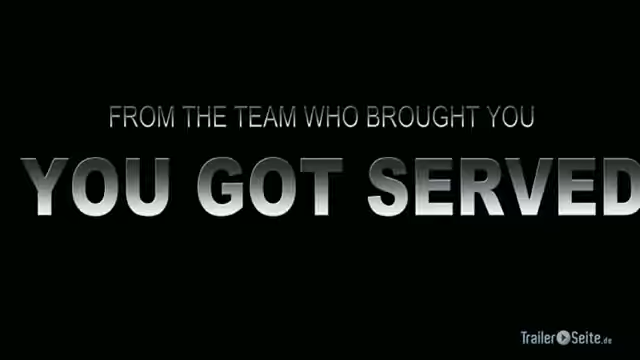 FROM THE TEAM WHO BROUGHT YOU
YOU GOT SERVED
TrailerSeite.de